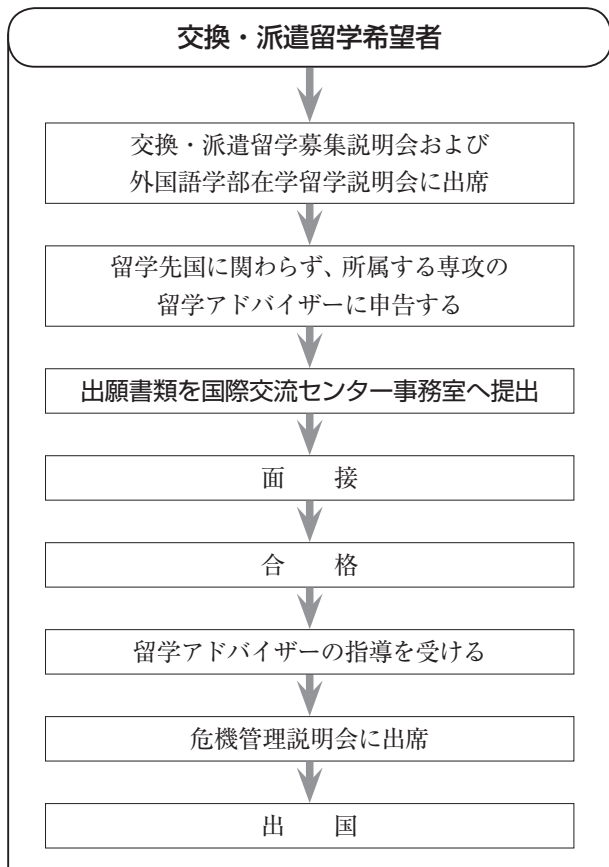 交換・派遣留学希望者
交換・派遣留学募集説明会および
外国語学部在学留学説明会に出席
留学先国に関わらず、所属する専攻の
留学アドバイザーに申告する
出願書類を国際交流センター事務室へ提出
面　　接
合　　格
留学アドバイザーの指導を受ける
危機管理説明会に出席
出　　国